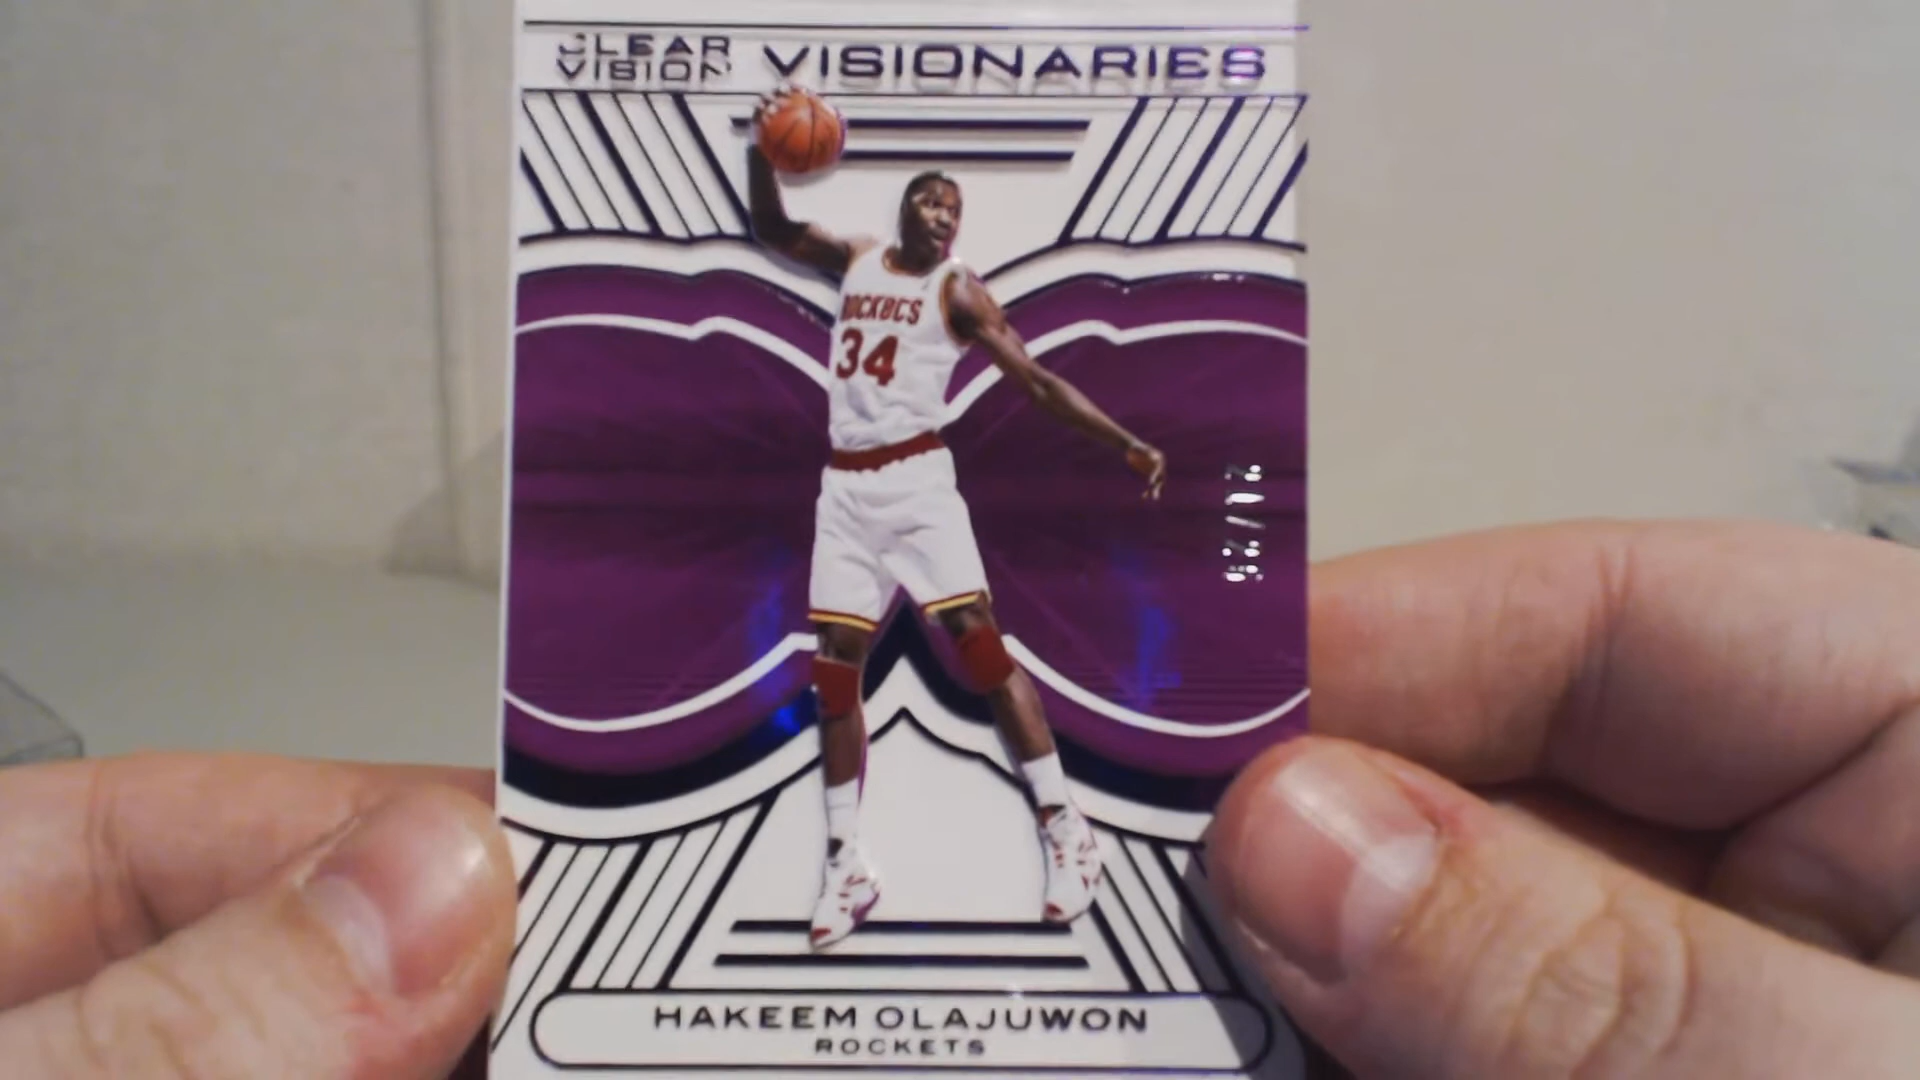 CLEAR
VISION
VISIONARIES
ROCKETS
34
HAKEEM OLAJUWON
ROCKETS